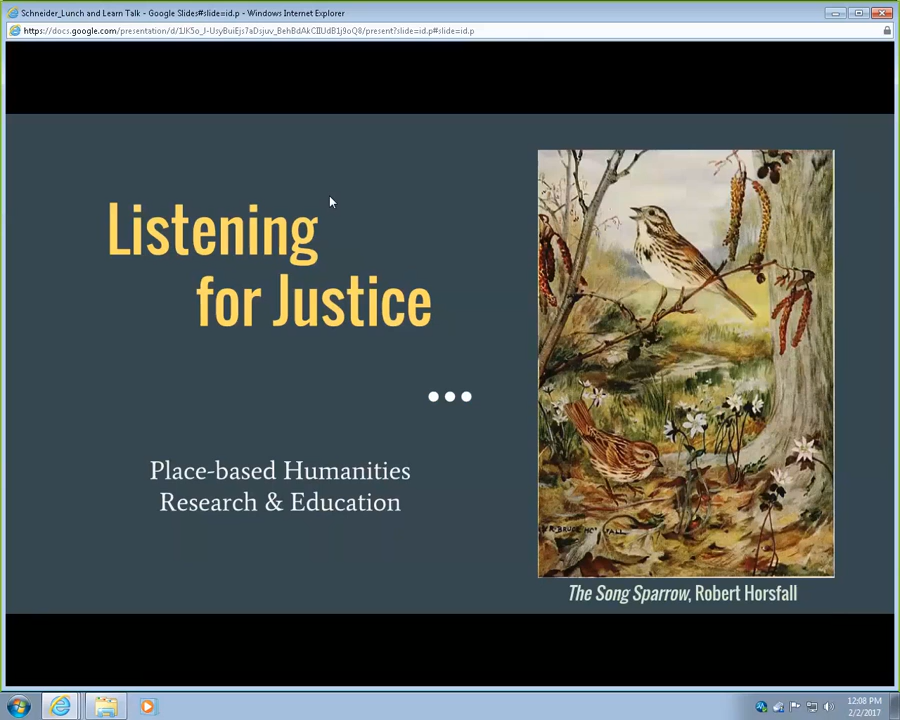 Schneider_Lunch and Learn Talk - Google Slides#slide=id.p - Windows Internet Explorer
Listening
for Justice
Place-based Humanities
Research & Education
The Song Sparrow, Robert Horsfall
12:08 PM
2/2/2017